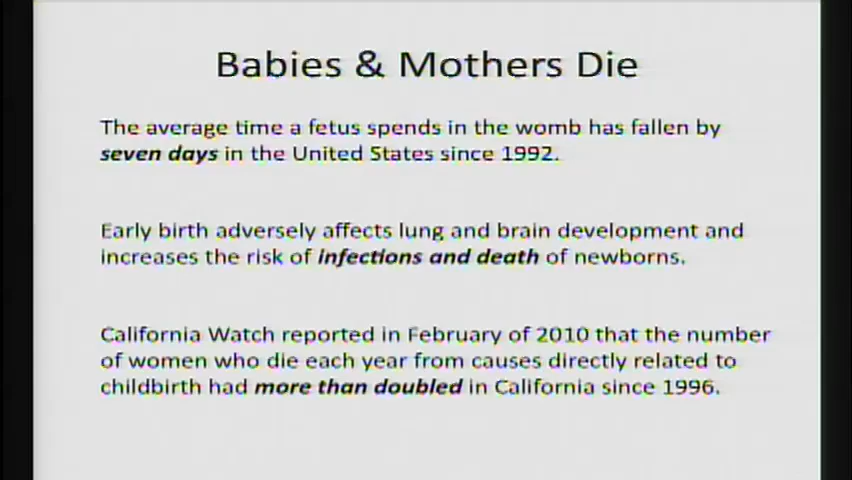 Babies & Mothers Die
The average time a fetus spends in the womb has fallen by
seven days in the United States since 1992.
Early birth adversely affects lung and brain development and
increases the risk of infections and death of newborns.
California Watch reported in February of 2010 that the number
of women who die each year from causes directly related to
childbirth had more than doubled in California since 1996.